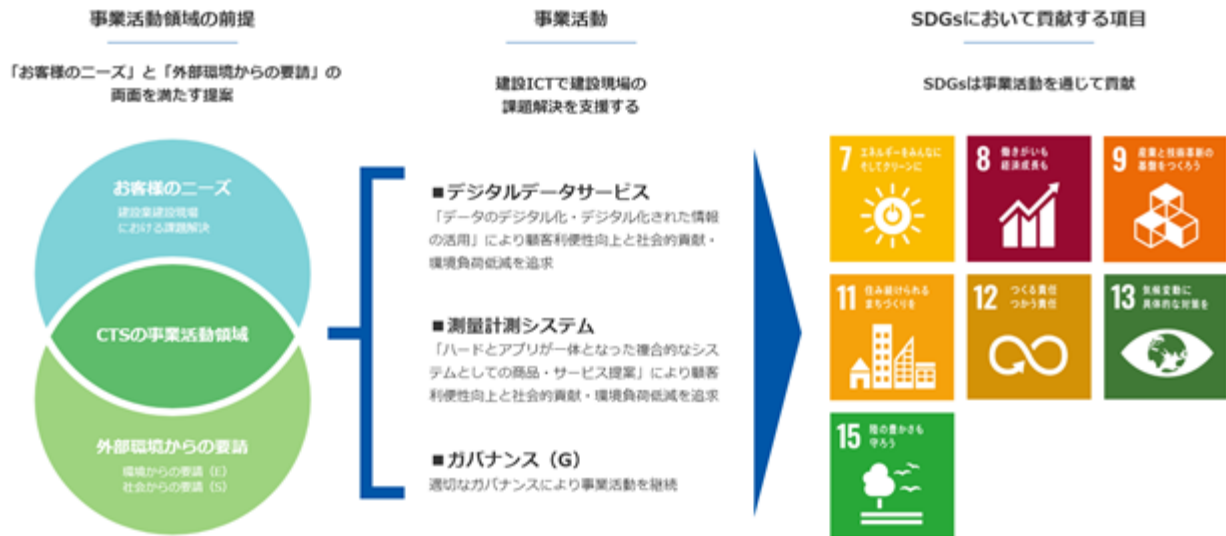 事業活動領域の前提
「お客様のニーズ」と「外部環境からの要請」の
両面を満たす提案
お客様のニーズ
建設業建設現場
における課題解決
CTSの事業活動領域
外部環境からの要請
環境からの要請（E）
社会からの要請（S）
事業活動
建設ICTで建設現場の
課題解決を支援する
■デジタルデータサービス
「データのデジタル化・デジタル化された情報
の活用」により顧客利便性向上と社会的貢献・
環境負荷低減を追求
■測量計測システム
「ハードとアプリが一体となった複合的なシス
テムとしての商品・サービス提案」により顧客
利便性向上と社会的貢献・環境負荷低減を追求
■ガバナンス（G）
適切なガバナンスにより事業活動を継続
SDGsにおいて貢献する項目
SDGsは事業活動を通じて貢献
7 エネルギーをみんなに
そしてクリーンに
8 働きがいも
経済成長も
9 産業と技術革新の
基盤をつくろう
11 住み続けられる
まちづくりを
12 つくる責任
つかう責任
13 気候変動に
具体的な対策を
15 陸の豊かさも
守ろう